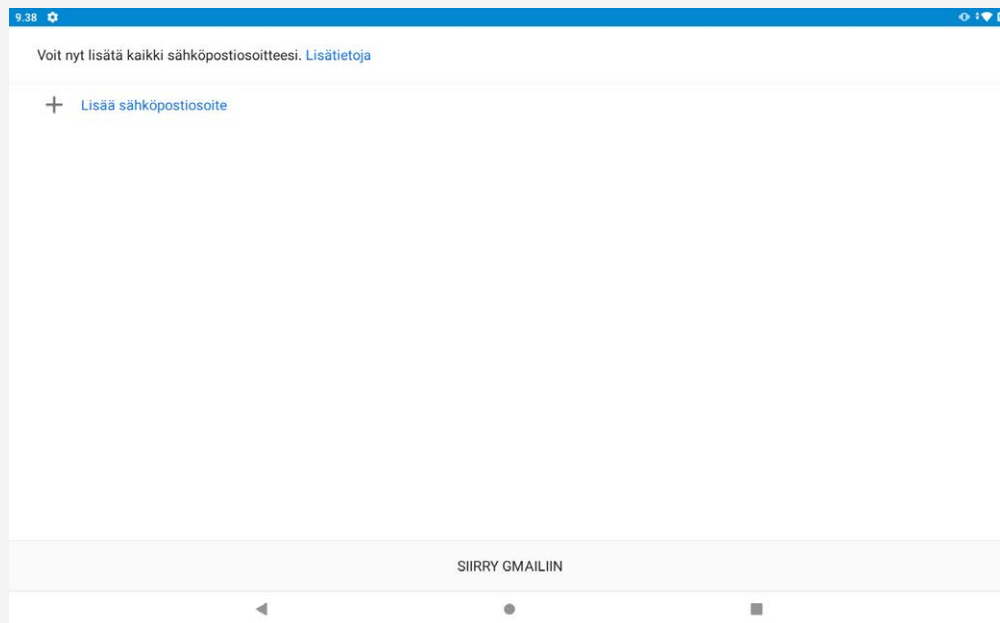 9.38
Voit nyt lisätä kaikki sähköpostiosoitteesi. Lisätietoja
Lisää sähköpostiosoite
SIIRRY GMAILIIN